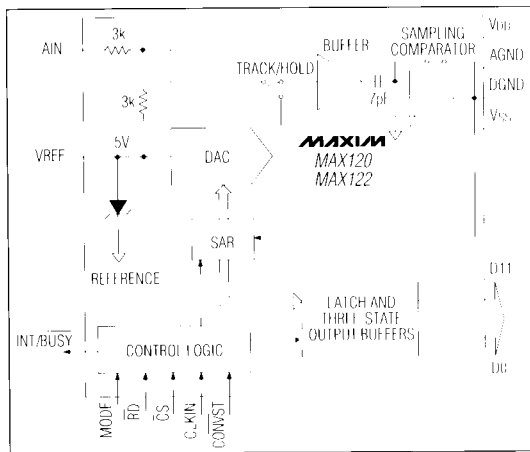 AIN
3k
3k
TRACK/HOLD
BUFFER
7pF
SAMPLING
COMPARATOR
VDD
AGND
DGND
VSS
VREF
5V
DAC
MAXIM
MAX120
MAX122
SAR
REFERENCE
LATCH AND
THREE STATE
OUTPUT BUFFERS
D11
D0
INT/BUSY
CONTROL LOGIC
MODE
RD
CS
CLKIN
CONVST